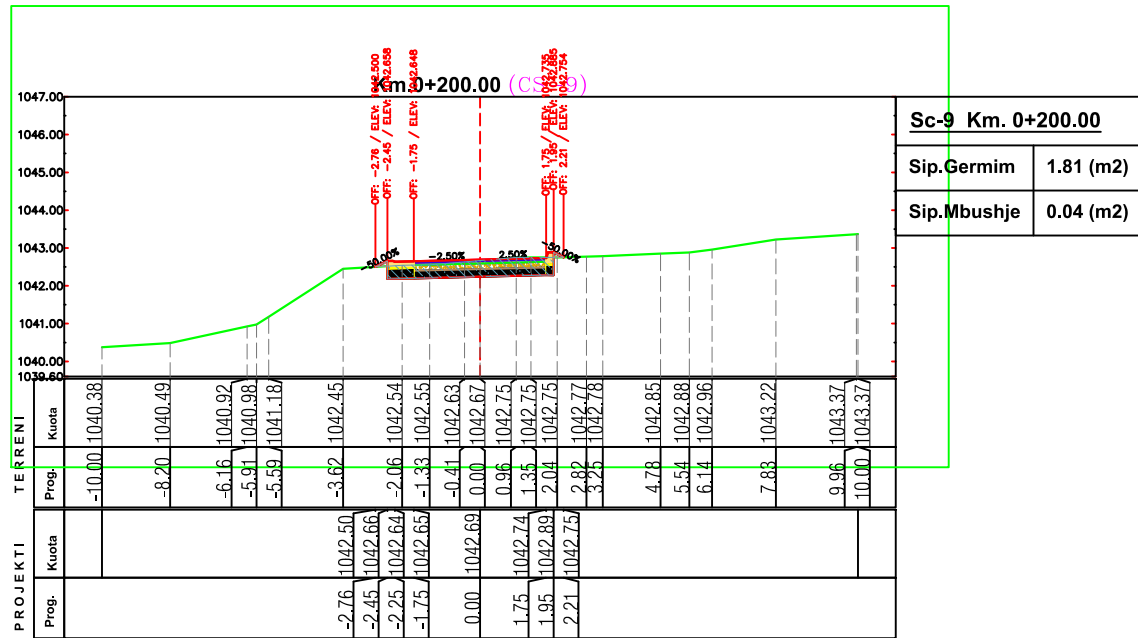 Km.0+200.00 (CS-9)
OFF: -2.76 / ELEV: 1042.500
OFF: -2.45 / ELEV: 1042.658
OFF: -1.75 / ELEV: 1042.648
OFF: 1.75 / ELEV: 1042.735
OFF: 1.95 / ELEV: 1042.885
OFF: 2.21 / ELEV: 1042.754
1047.00
1046.00
1045.00
1044.00
1043.00
1042.00
1041.00
1040.00
1039.60
-50.00%
-2.50%
2.50%
-50.00%
Sc-9 Km. 0+200.00
Sip.Germim 1.81 (m2)
Sip.Mbushje 0.04 (m2)
TERRENI
Kuota 1040.38 1040.49 1040.92 1040.98 1041.18 1042.45 1042.54 1042.55 1042.63 1042.67 1042.75 1042.75 1042.75 1042.77 1042.78 1042.85 1042.88 1042.96 1043.22 1043.37 1043.37
Prog. -10.00 -8.20 -6.16 -5.91 -5.59 -3.62 -2.06 -1.33 -0.41 0.00 0.96 1.35 2.04 2.82 3.25 4.78 5.54 6.14 7.83 9.96 10.00
PROJEKTI
Kuota 1042.50 1042.66 1042.64 1042.65 1042.69 1042.74 1042.89 1042.75
Prog. -2.76 -2.45 -2.25 -1.75 0.00 1.75 1.95 2.21